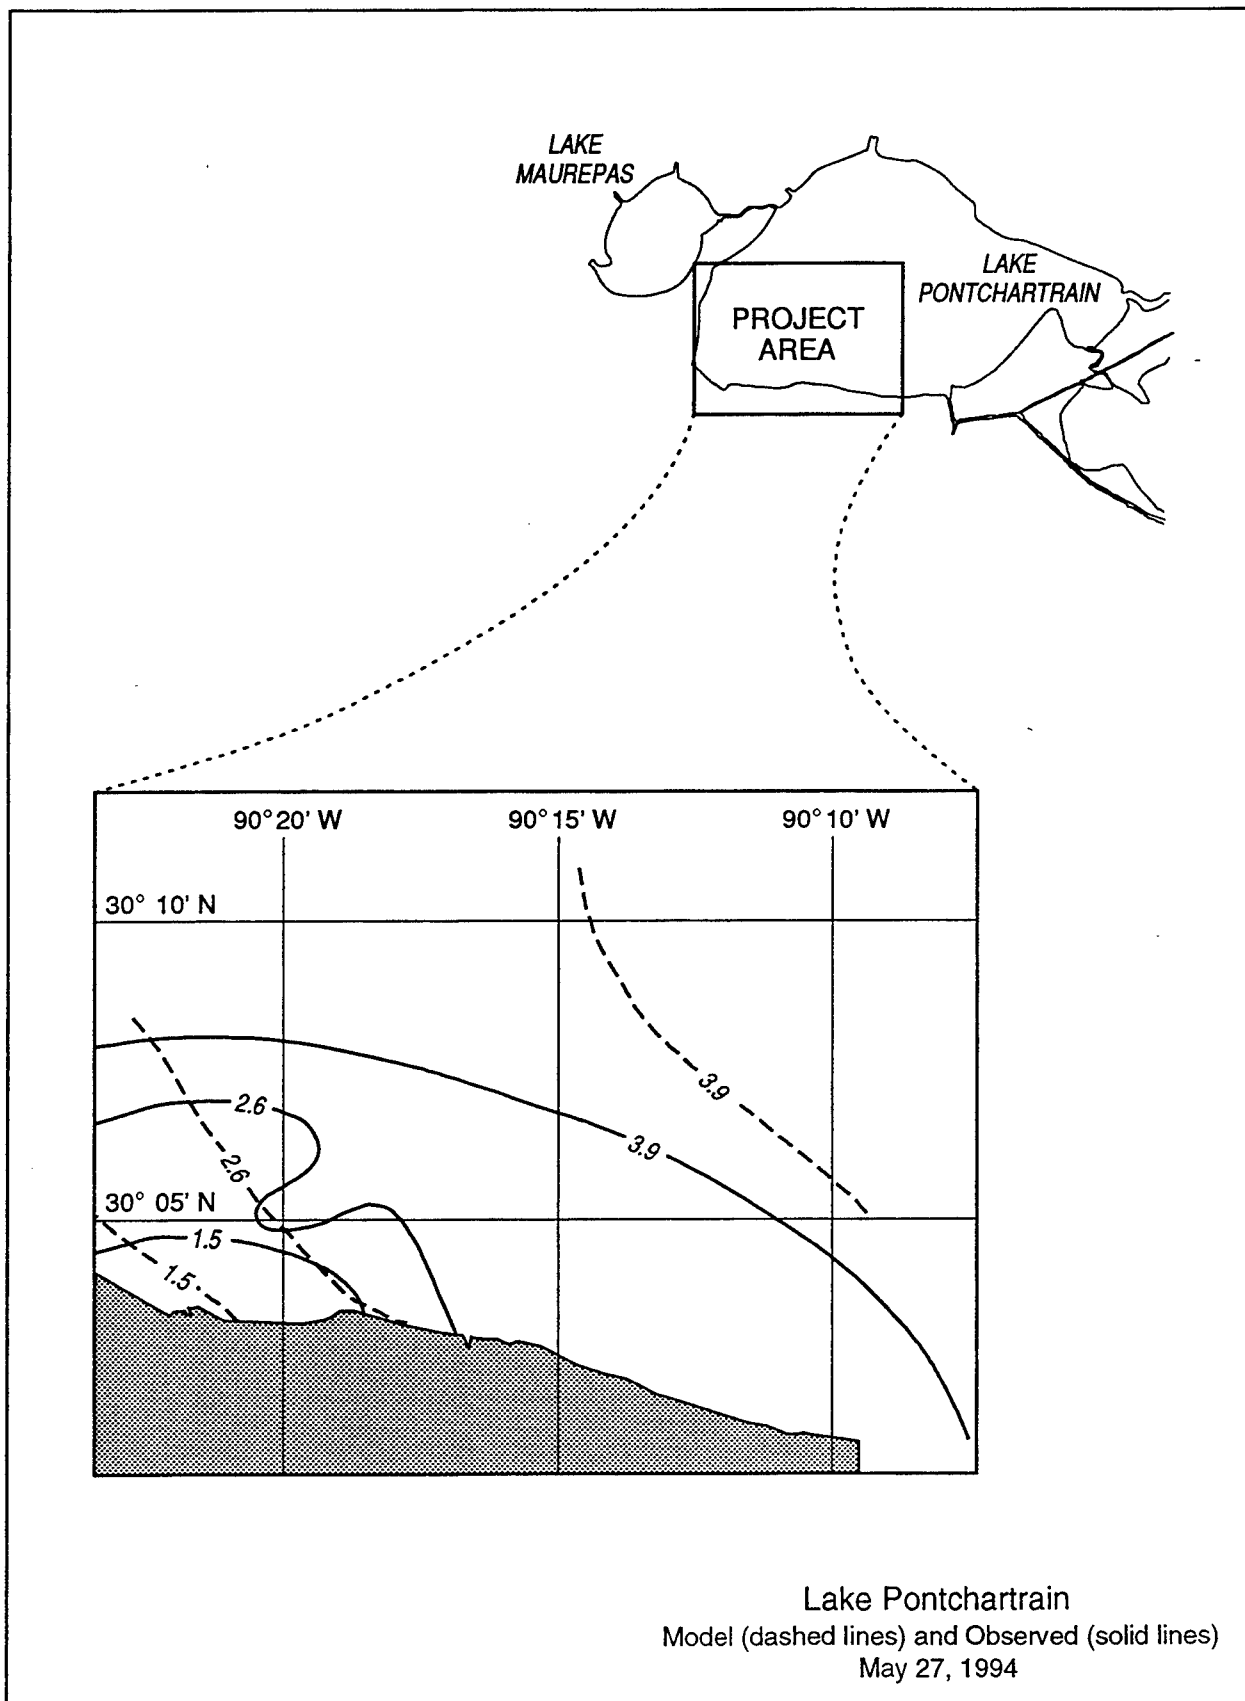 LAKE
MAUREPAS
LAKE
PONTCHARTRAIN
PROJECT
AREA
90° 20' W
90° 15' W
90° 10' W
30° 10' N
3.9
2.6
3.9
2.6
30° 05' N
1.5
1.5
Lake Pontchartrain
Model (dashed lines) and Observed (solid lines)
May 27, 1994